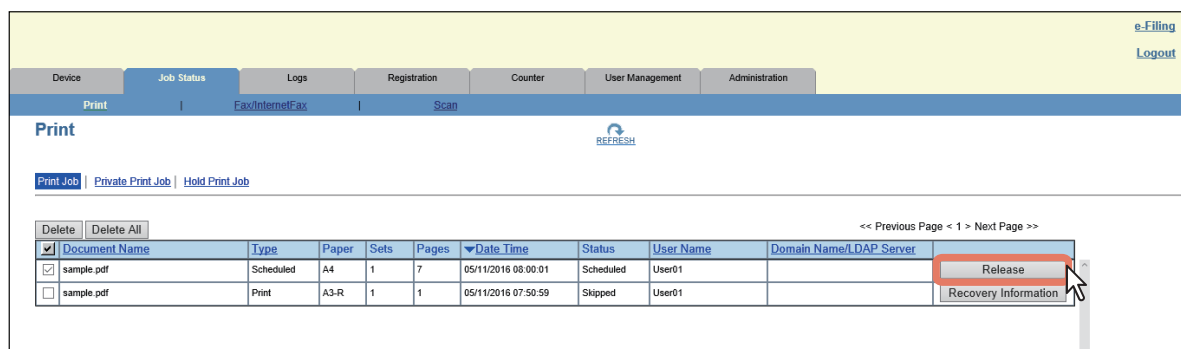 e-Filing
Logout
Device Job Status Logs Registration Counter User Management Administration
Print | Fax/InternetFax | Scan
Print
REFRESH
Print Job | Private Print Job | Hold Print Job
Delete Delete All << Previous Page < 1 > Next Page >>
Document Name Type Paper Sets Pages Date Time Status User Name Domain Name/LDAP Server
sample.pdf Scheduled A4 1 7 05/11/2016 08:00:01 Scheduled User01 Release
sample.pdf Print A3-R 1 1 05/11/2016 07:50:59 Skipped User01 Recovery Information